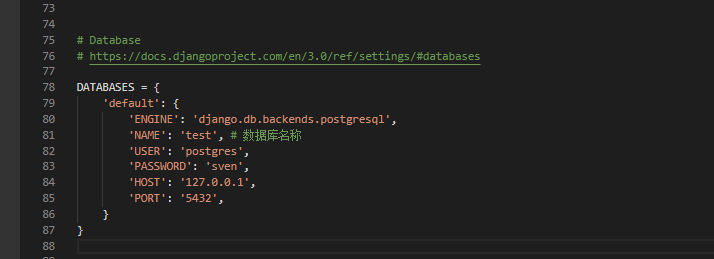 73
74
75 # Database
76 # https://docs.djangoproject.com/en/3.0/ref/settings/#databases
77
78 DATABASES = {
79     'default': {
80         'ENGINE': 'django.db.backends.postgresql',
81         'NAME': 'test', # 数据库名称
82         'USER': 'postgres',
83         'PASSWORD': 'sven',
84         'HOST': '127.0.0.1',
85         'PORT': '5432',
86     }
87 }
88